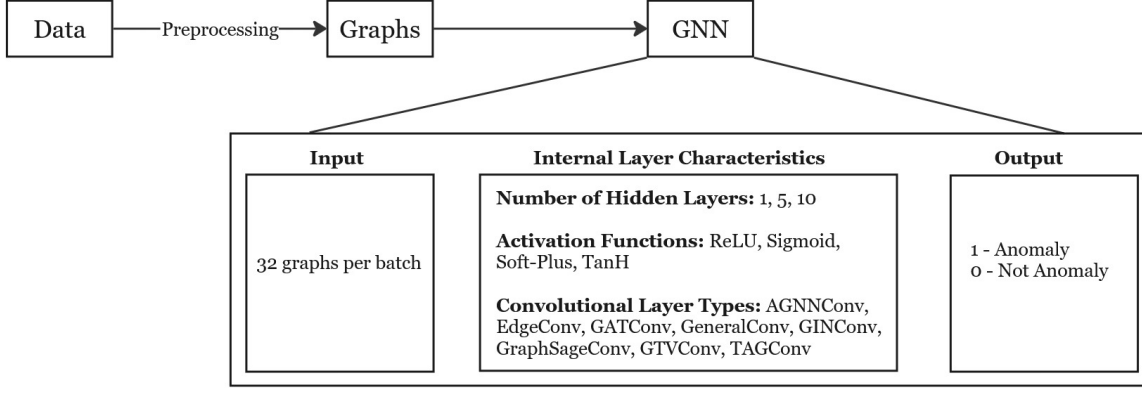 Data
Preprocessing
Graphs
GNN
Input
Internal Layer Characteristics
Output
32 graphs per batch
Number of Hidden Layers: 1, 5, 10
Activation Functions: ReLU, Sigmoid,
Soft-Plus, TanH
Convolutional Layer Types: AGNNConv,
EdgeConv, GATConv, GeneralConv, GINConv,
GraphSageConv, GTVConv, TAGConv
1 - Anomaly
0 - Not Anomaly